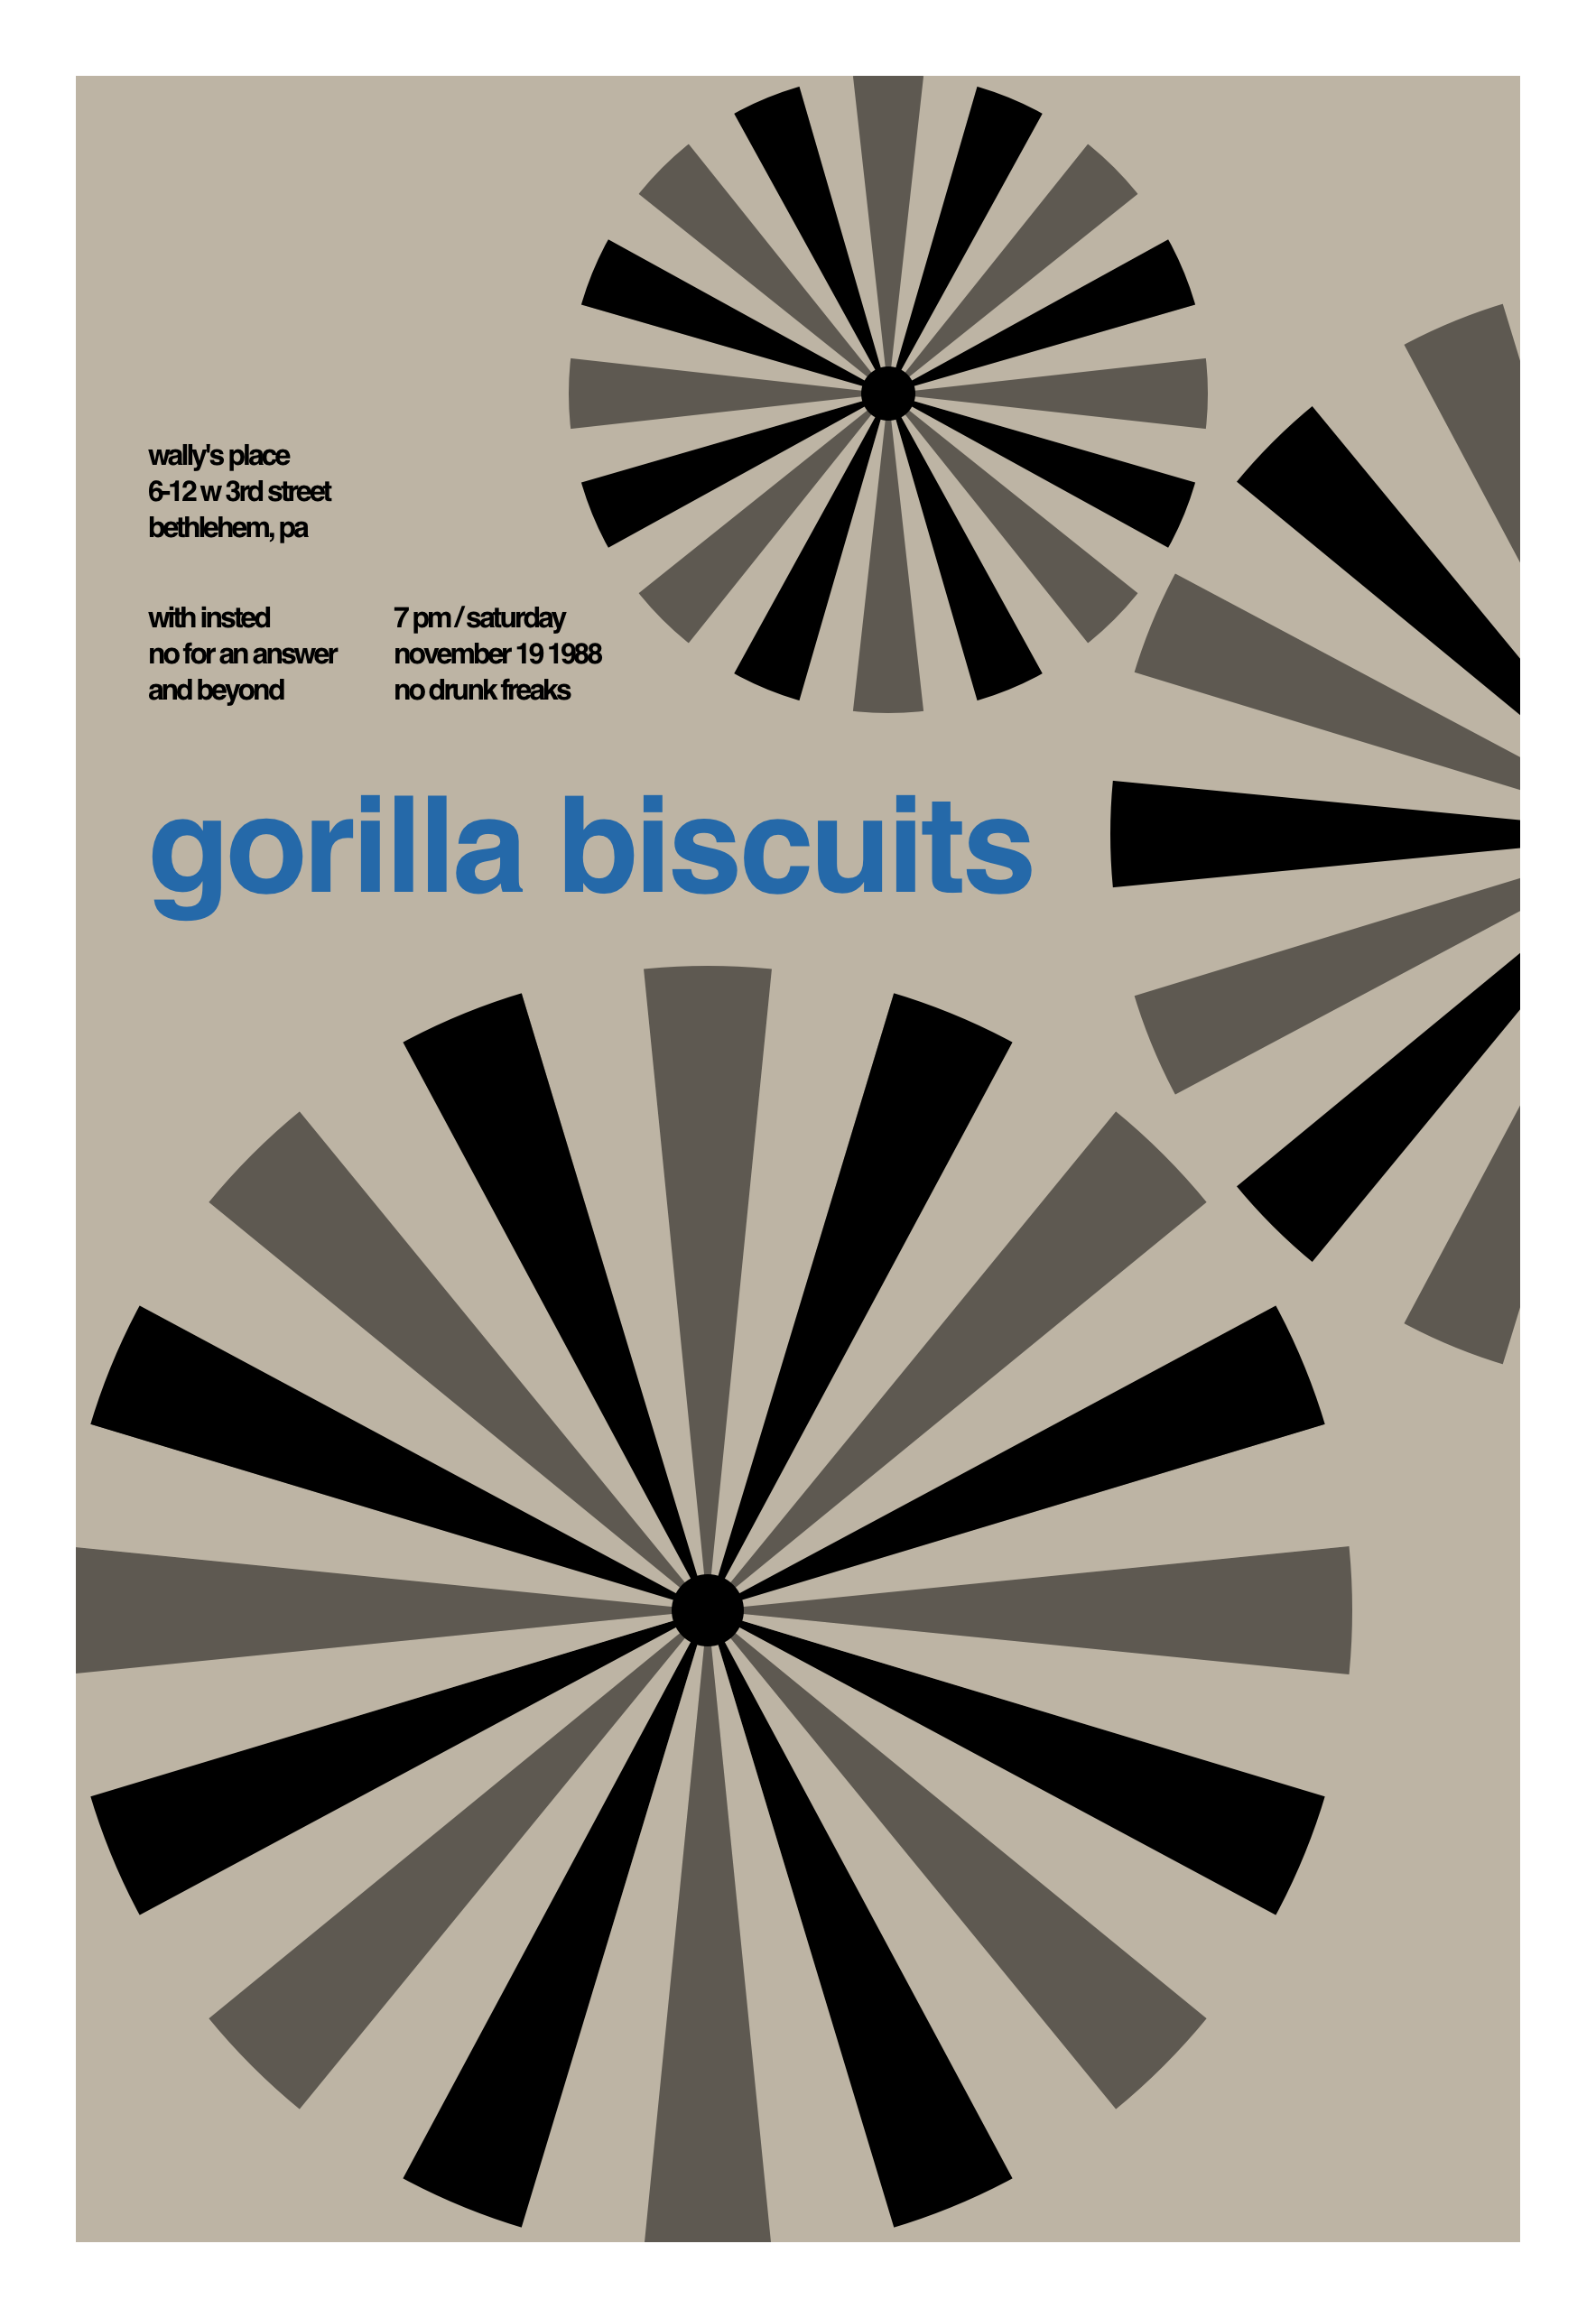 wally's place
6-12 w 3rd street
bethlehem, pa
with insted
no for an answer
and beyond
7 pm / saturday
november 19 1988
no drunk freaks
gorilla biscuits